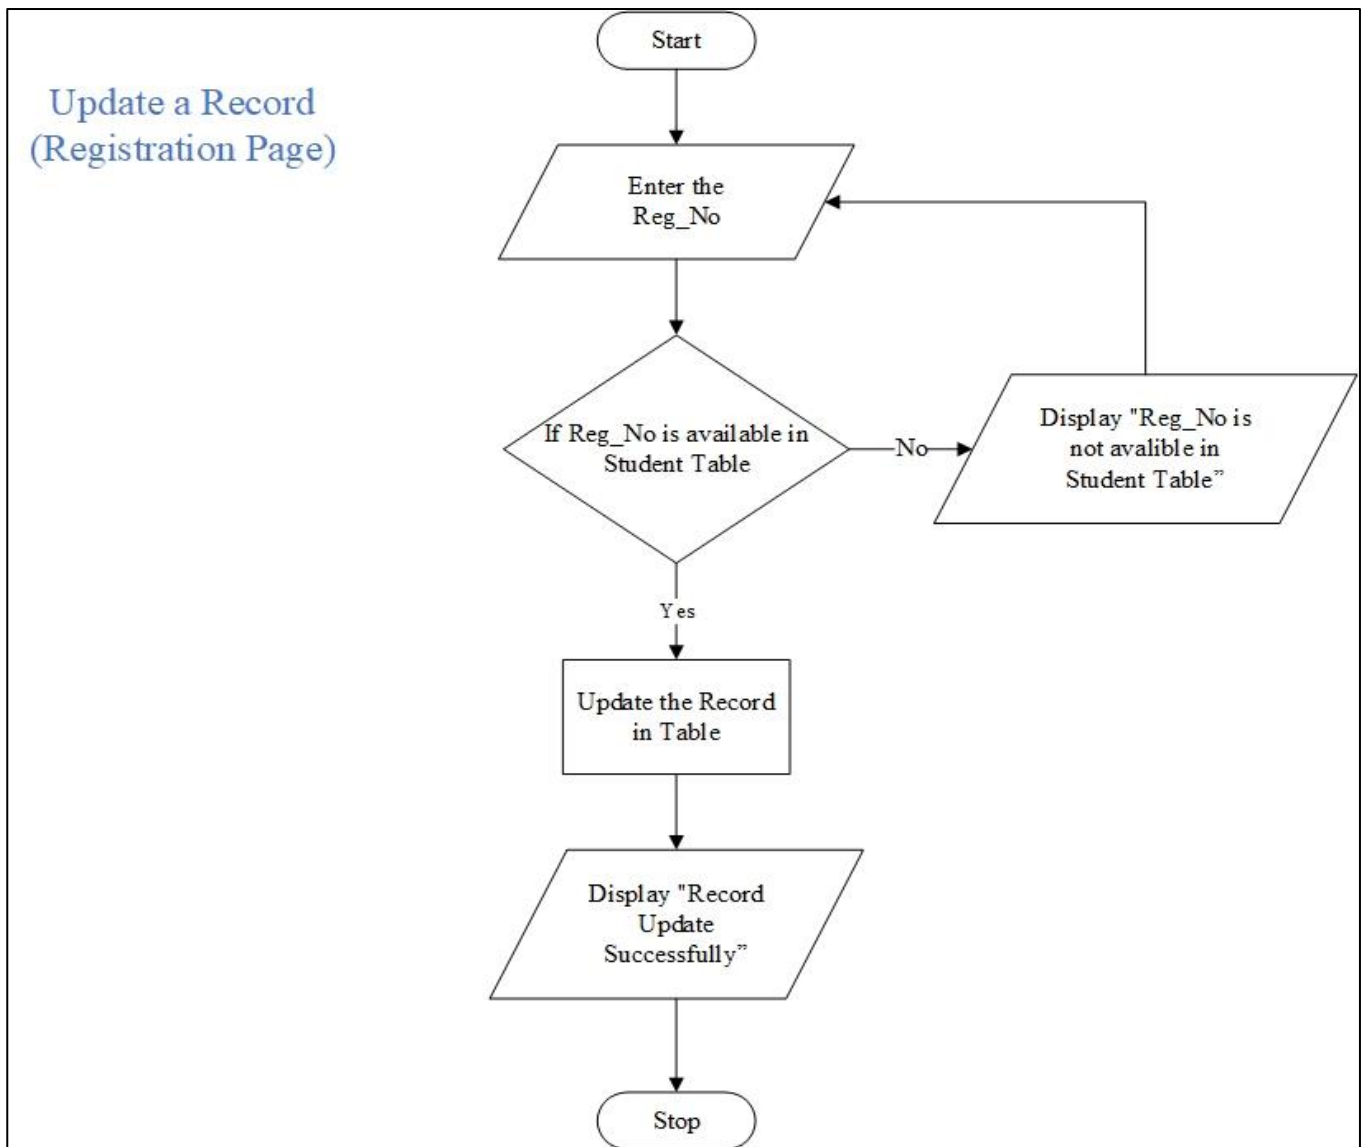 Start
Update a Record
(Registration Page)
Enter the
Reg_No
If Reg_No is available in
Student Table
No
Display "Reg_No is
not avalible in
Student Table”
Yes
Update the Record
in Table
Display "Record
Update
Successfully”
Stop